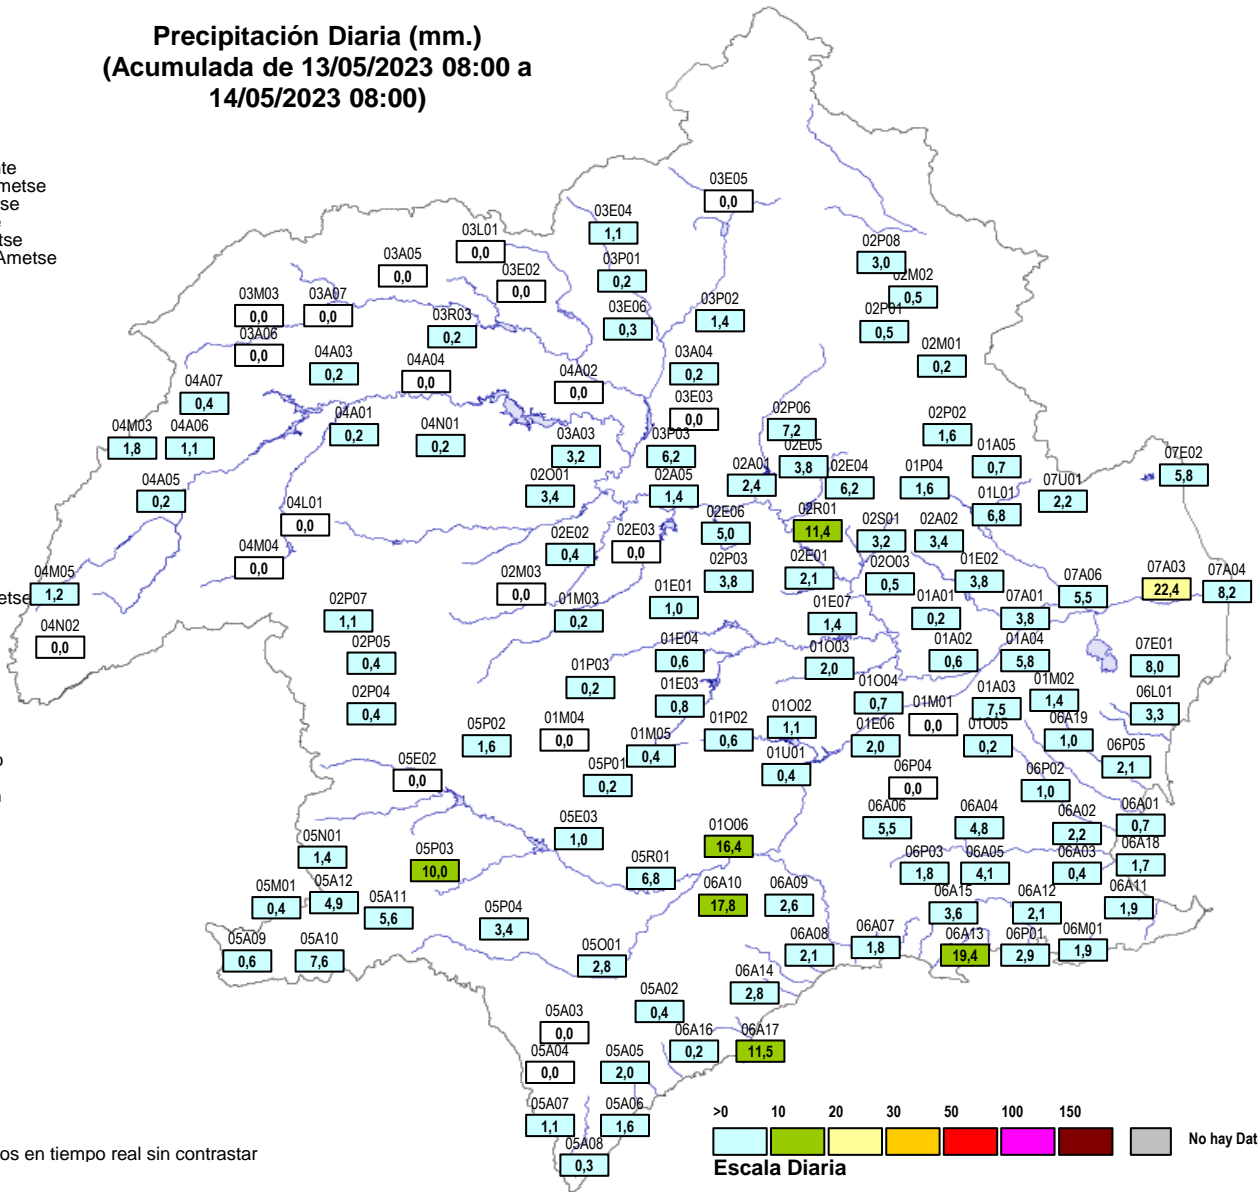 Precipitación Diaria (mm.)
(Acumulada de 13/05/2023 08:00 a
14/05/2023 08:00)
nte
metse
tse
e
tse
Ametse
etse
o
n
os en tiempo real sin contrastar
03E05
0,0
03E04
1,1
03L01
0,0
02P08
3,0
03A05
0,0
03P01
0,2
03E02
0,0
02M02
0,5
03M03
0,0
03A07
0,0
03E06
0,3
03P02
1,4
02P01
0,5
03R03
0,2
03A06
0,0
02M01
0,2
04A03
0,2
04A04
0,0
03A04
0,2
04A02
0,0
04A07
0,4
03E03
0,0
02P06
7,2
02P02
1,6
04M03
1,8
04A06
1,1
04A01
0,2
04N01
0,2
03A03
3,2
03P03
6,2
02E05
3,8
01A05
0,7
07E02
5,8
04A05
0,2
02O01
3,4
02A05
1,4
02A01
2,4
02E04
6,2
01P04
1,6
07U01
2,2
01L01
6,8
04L01
0,0
02E06
5,0
02R01
11,4
02S01
3,2
02A02
3,4
02E02
0,4
02E03
0,0
04M04
0,0
02P03
3,8
02E01
2,1
02O03
0,5
01E02
3,8
07A03
22,4
07A04
8,2
04M05
1,2
02M03
0,0
07A06
5,5
01E01
1,0
01M03
0,2
02P07
1,1
01E07
1,4
01A01
0,2
07A01
3,8
04N02
0,0
02P05
0,4
01E04
0,6
01O03
2,0
01A02
0,6
01A04
5,8
07E01
8,0
01P03
0,2
01E03
0,8
01O04
0,7
01A03
7,5
01M02
1,4
06L01
3,3
02P04
0,4
01O02
1,1
01M01
0,0
05P02
1,6
01M04
0,0
01P02
0,6
01E06
2,0
01O05
0,2
06A19
1,0
01M05
0,4
06P05
2,1
05E02
0,0
05P01
0,2
01U01
0,4
06P04
0,0
06P02
1,0
05E03
1,0
01O06
16,4
06A06
5,5
06A04
4,8
06A02
2,2
06A01
0,7
05N01
1,4
05P03
10,0
05R01
6,8
06P03
1,8
06A05
4,1
06A03
0,4
06A18
1,7
05M01
0,4
05A12
4,9
05A11
5,6
06A10
17,8
06A09
2,6
06A15
3,6
06A12
2,1
06A11
1,9
05P04
3,4
05A09
0,6
05A10
7,6
05O01
2,8
06A08
2,1
06A07
1,8
06A13
19,4
06P01
2,9
06M01
1,9
06A14
2,8
05A02
0,4
05A03
0,0
06A16
0,2
06A17
11,5
05A04
0,0
05A05
2,0
05A07
1,1
05A06
1,6
05A08
0,3
>0 10 20 30 50 100 150
No hay Dat
Escala Diaria